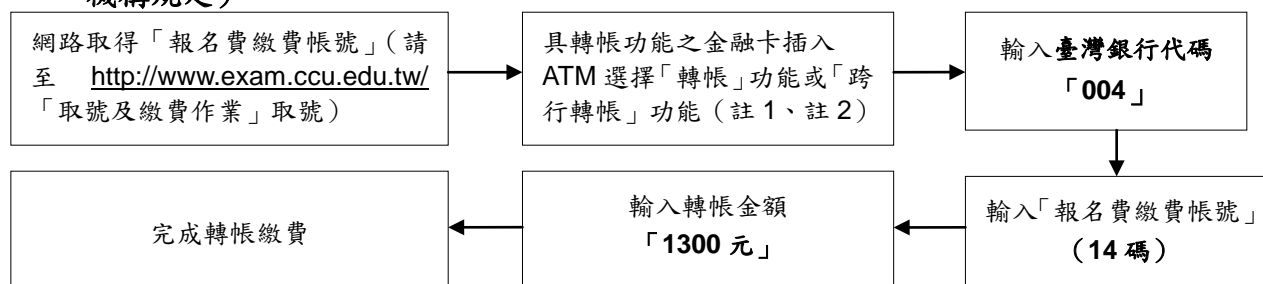 機構規定）
網路取得「報名費繳費帳號」（請
至 http://www.exam.ccu.edu.tw/
「取號及繳費作業」取號）
具轉帳功能之金融卡插入
ATM 選擇「轉帳」功能或「跨
行轉帳」功能（註 1、註 2）
輸入臺灣銀行代碼
「004」
輸入「報名費繳費帳號」
（14 碼）
輸入轉帳金額
「1300 元」
完成轉帳繳費